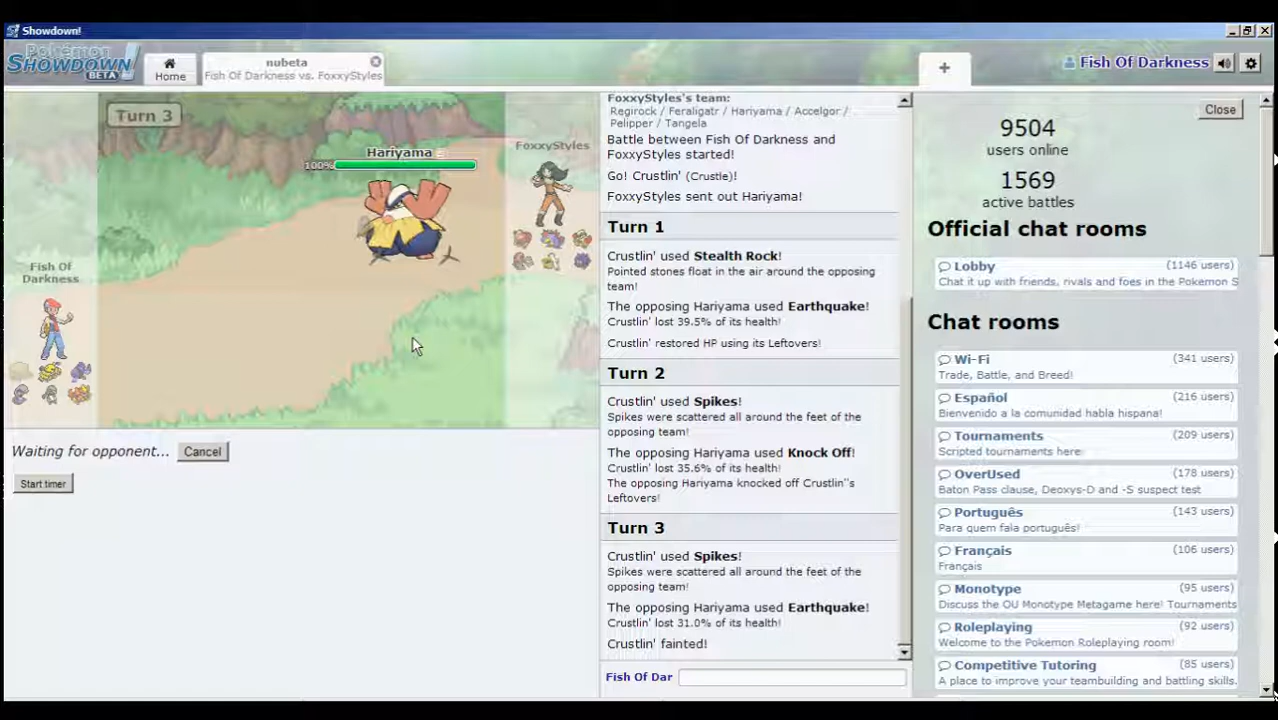 Showdown!
Pokémon
SHOWDOWN!
BETA
Home
nubeta
Fish Of Darkness vs. FoxxyStyles
+
Fish Of Darkness
Turn 3
Hariyama
100%
FoxxyStyles
Fish Of
Darkness
Waiting for opponent...
Cancel
Start timer
FoxxyStyles's team:
Regirock / Feraligatr / Hariyama / Accelgor /
Pelipper / Tangela
Battle between Fish Of Darkness and
FoxxyStyles started!
Go! Crustlin' (Crustle)!
FoxxyStyles sent out Hariyama!
Turn 1
Crustlin' used Stealth Rock!
Pointed stones float in the air around the opposing
team!
The opposing Hariyama used Earthquake!
Crustlin' lost 39.5% of its health!
Crustlin' restored HP using its Leftovers!
Turn 2
Crustlin' used Spikes!
Spikes were scattered all around the feet of the
opposing team!
The opposing Hariyama used Knock Off!
Crustlin' lost 35.6% of its health!
The opposing Hariyama knocked off Crustlin''s
Leftovers!
Turn 3
Crustlin' used Spikes!
Spikes were scattered all around the feet of the
opposing team!
The opposing Hariyama used Earthquake!
Crustlin' lost 31.0% of its health!
Crustlin' fainted!
Fish Of Dar
Close
9504
users online
1569
active battles
Official chat rooms
Lobby (1146 users)
Chat it up with friends, rivals and foes in the Pokemon S
Chat rooms
Wi-Fi (341 users)
Trade, Battle, and Breed!
Español (216 users)
Bienvenido a la comunidad habla hispana!
Tournaments (209 users)
Scripted tournaments here
OverUsed (178 users)
Baton Pass clause, Deoxys-D and -S suspect test
Português (143 users)
Para quem fala português!
Français (106 users)
Français
Monotype (95 users)
Discuss the OU Monotype Metagame here! Tournaments
Roleplaying (92 users)
Welcome to the Pokemon Roleplaying room!
Competitive Tutoring (85 users)
A place to improve your teambuilding and battling skills.